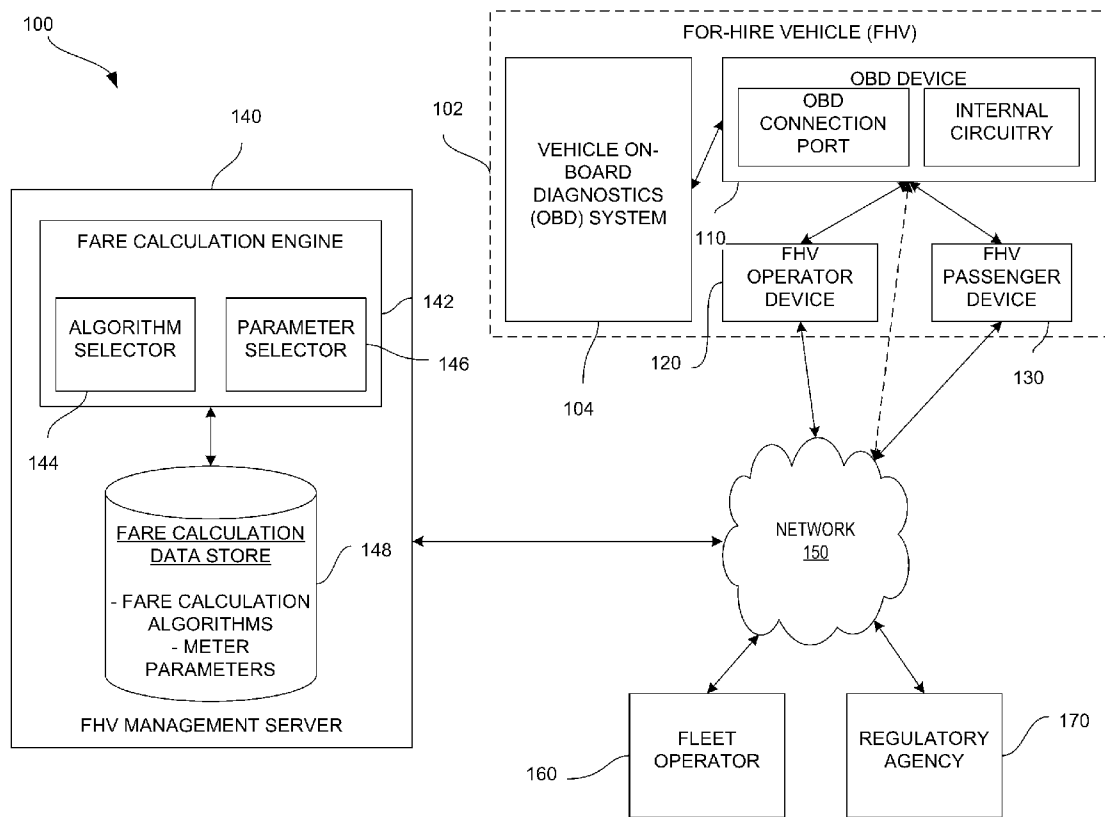 100
140
FARE CALCULATION ENGINE
142
ALGORITHM
SELECTOR
PARAMETER
SELECTOR
146
144
FARE CALCULATION
DATA STORE
148
- FARE CALCULATION
ALGORITHMS
- METER
PARAMETERS
FHV MANAGEMENT SERVER
FOR-HIRE VEHICLE (FHV)
102
VEHICLE ON-
BOARD
DIAGNOSTICS
(OBD) SYSTEM
104
OBD DEVICE
OBD
CONNECTION
PORT
INTERNAL
CIRCUITRY
110
FHV
OPERATOR
DEVICE
120
FHV
PASSENGER
DEVICE
130
NETWORK
150
FLEET
OPERATOR
160
REGULATORY
AGENCY
170